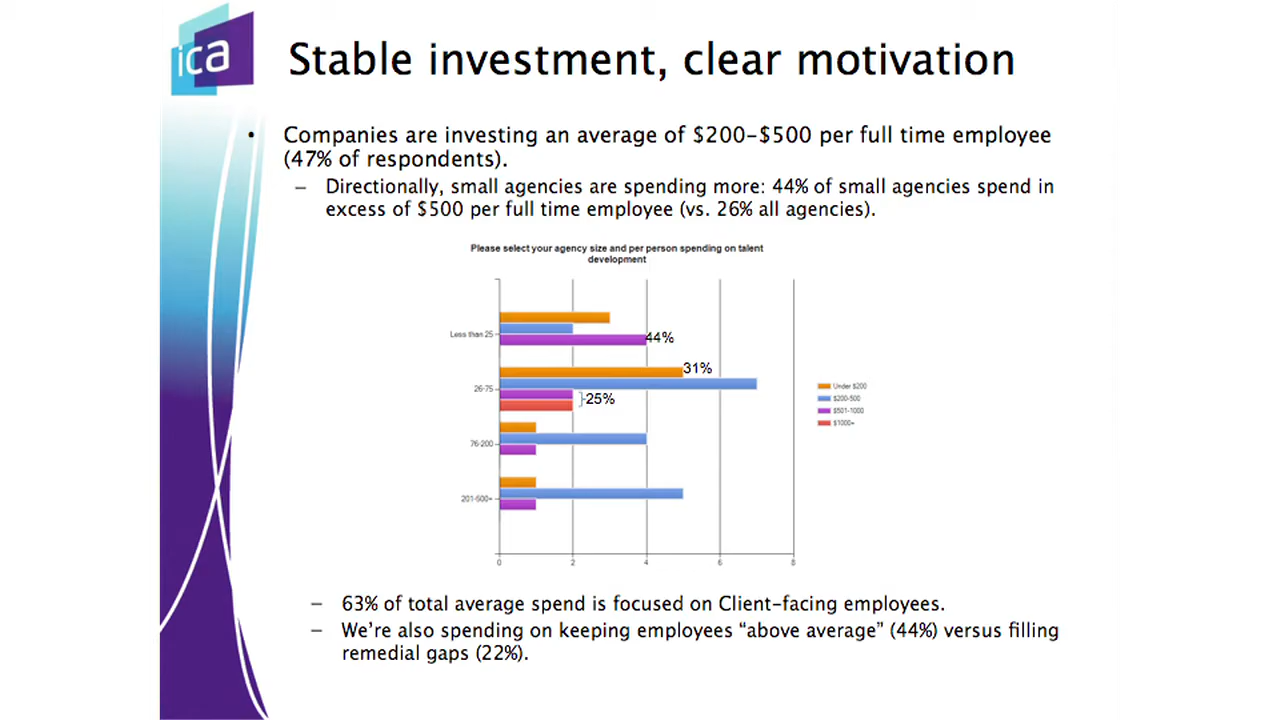 ica
Stable investment, clear motivation
• Companies are investing an average of $200-$500 per full time employee
(47% of respondents).
– Directionally, small agencies are spending more: 44% of small agencies spend in
excess of $500 per full time employee (vs. 26% all agencies).
Please select your agency size and per person spending on talent
development
Less than 25
44%
31%
26-75
25%
76-200
201-500+
Under $200
$200-500
$501-1000
$1000+
0 2 4 6 8
– 63% of total average spend is focused on Client-facing employees.
– We’re also spending on keeping employees “above average” (44%) versus filling
remedial gaps (22%).